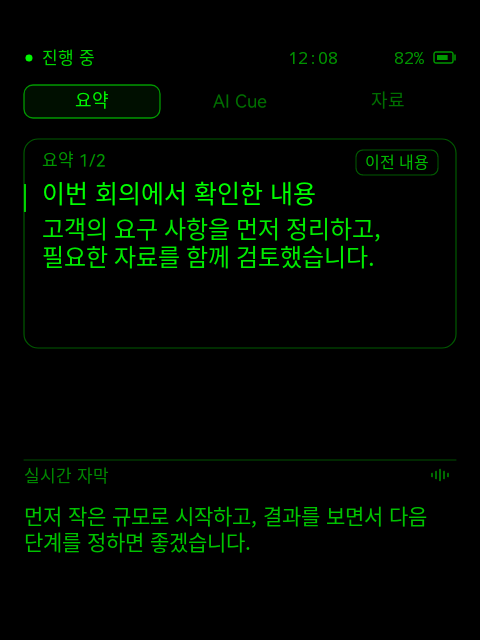 진행 중
12:08
82%
요약
AI Cue
자료
요약 1/2
이전 내용
이번 회의에서 확인한 내용
고객의 요구 사항을 먼저 정리하고,
필요한 자료를 함께 검토했습니다.
실시간 자막
먼저 작은 규모로 시작하고, 결과를 보면서 다음
단계를 정하면 좋겠습니다.